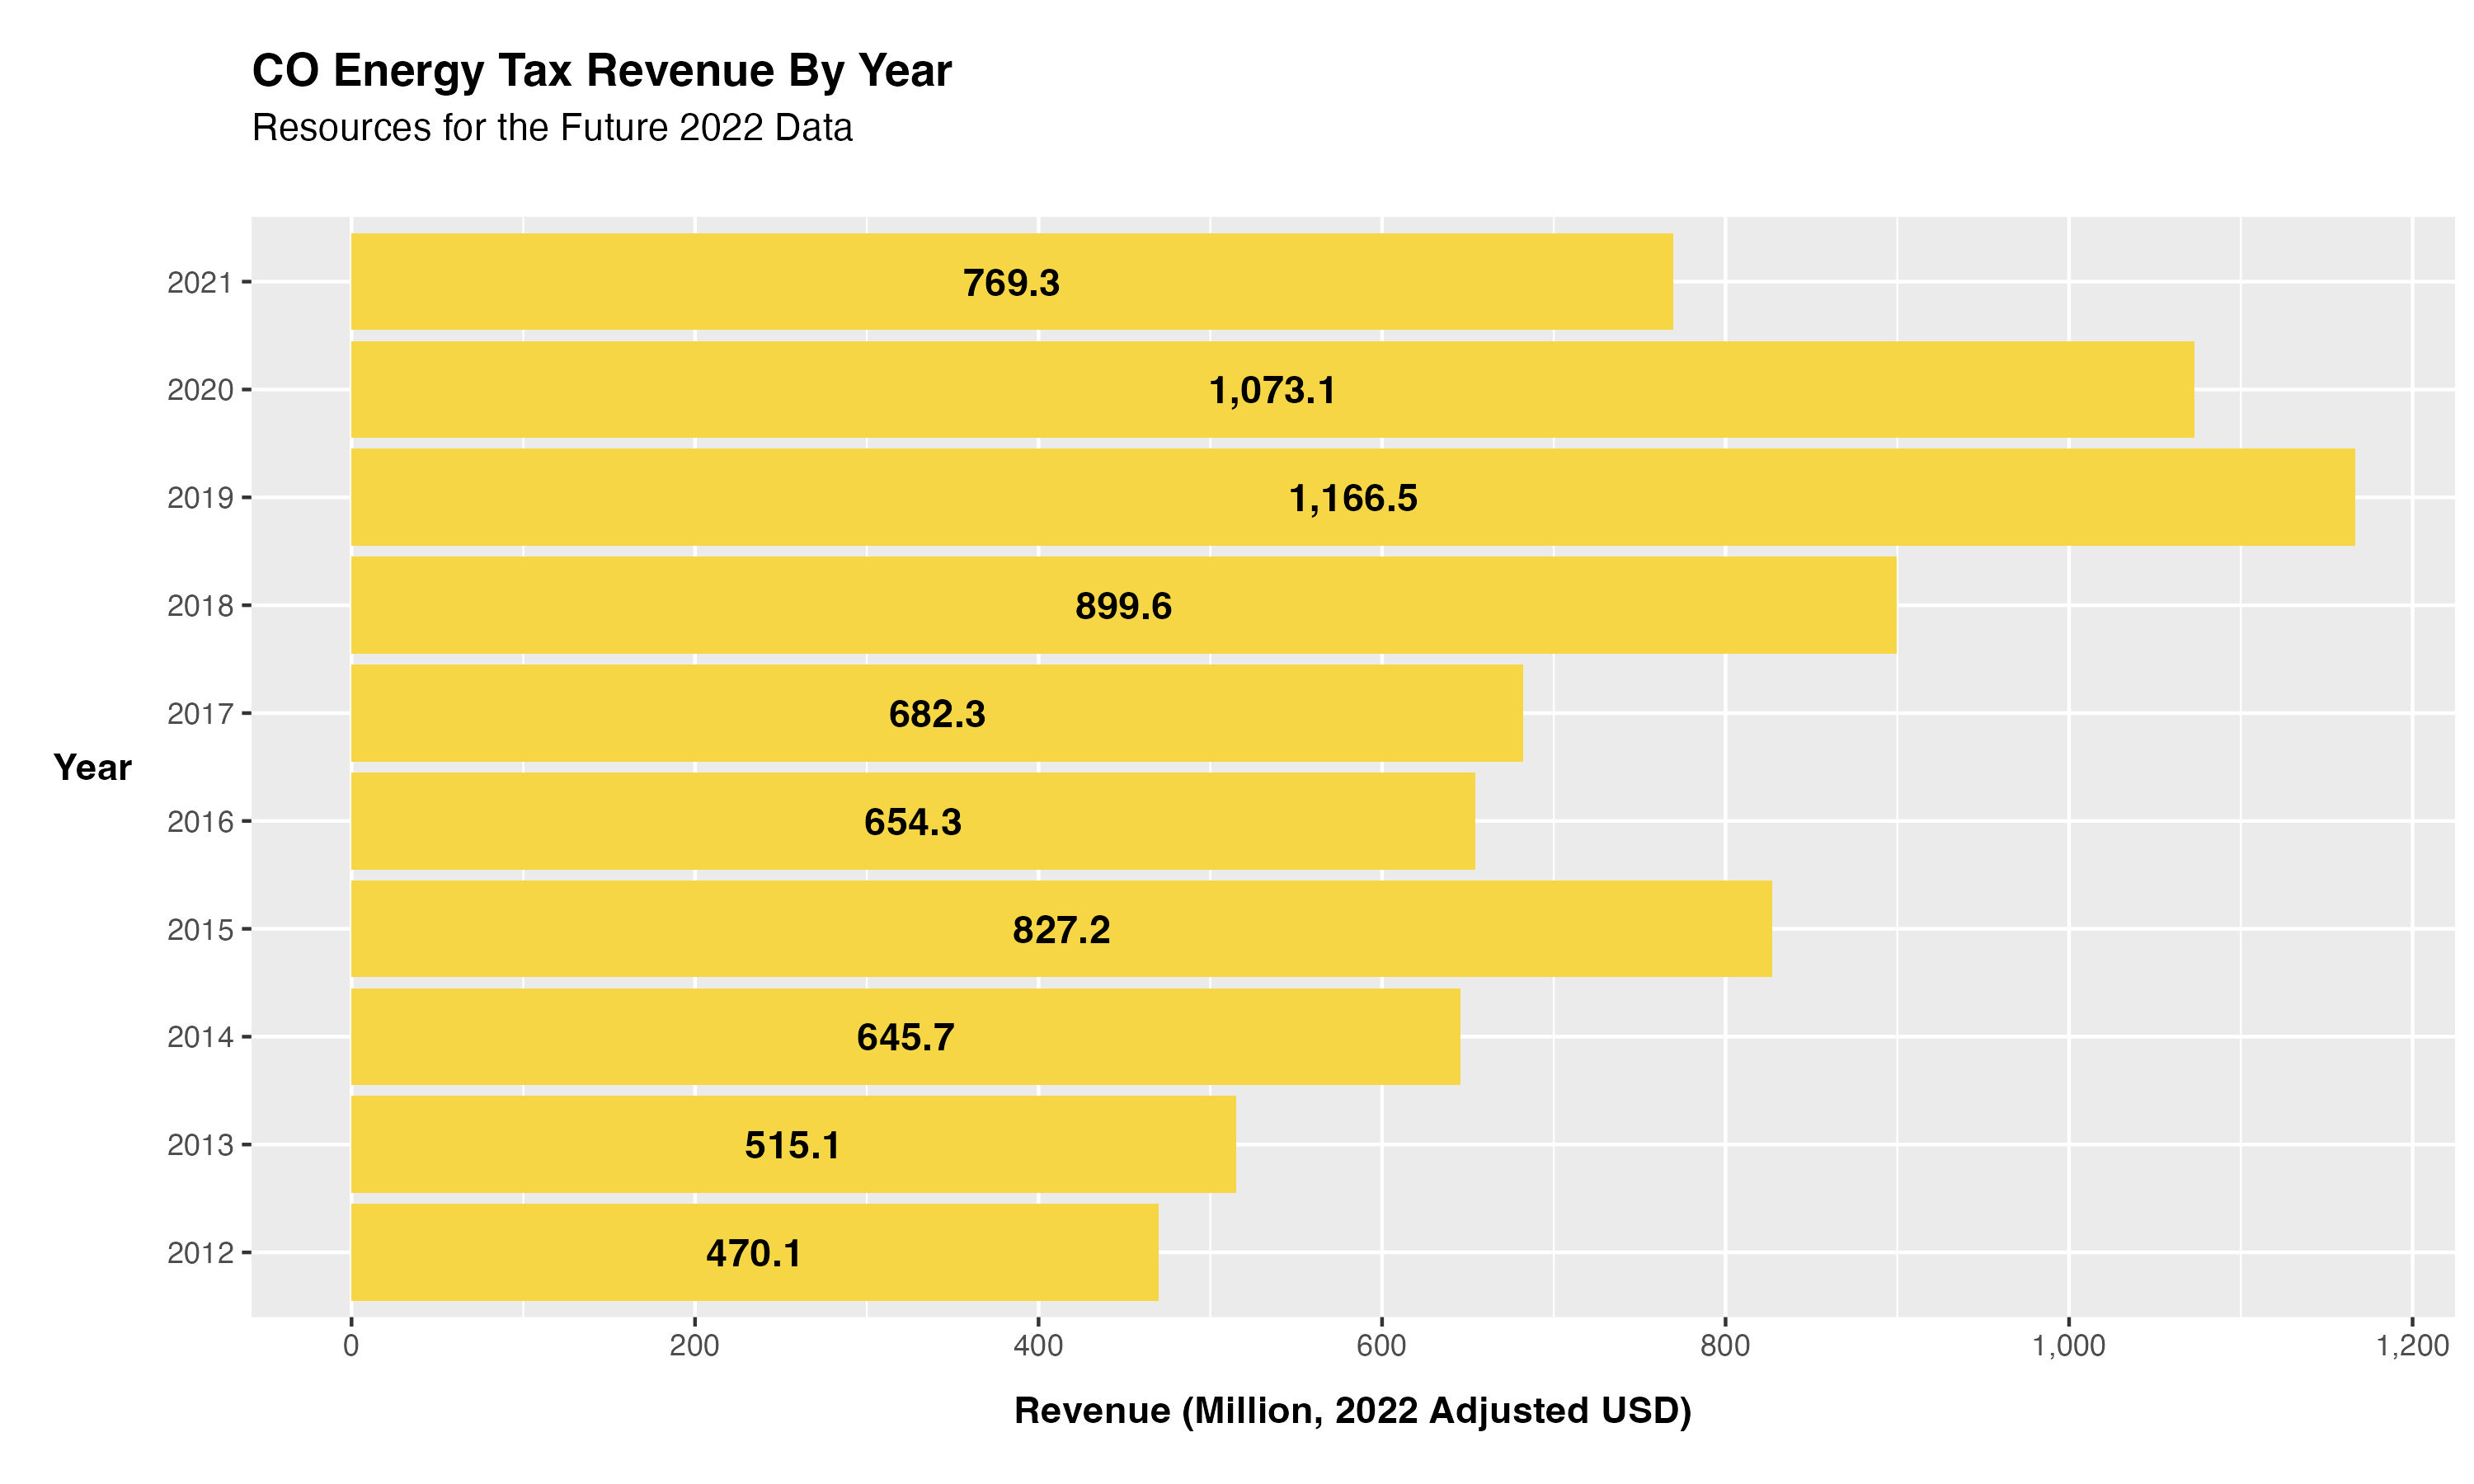 CO Energy Tax Revenue By Year
Resources for the Future 2022 Data
2021 769.3
2020 1,073.1
2019 1,166.5
2018 899.6
2017 682.3
Year
2016 654.3
2015 827.2
2014 645.7
2013 515.1
2012 470.1
0 200 400 600 800 1,000 1,200
Revenue (Million, 2022 Adjusted USD)